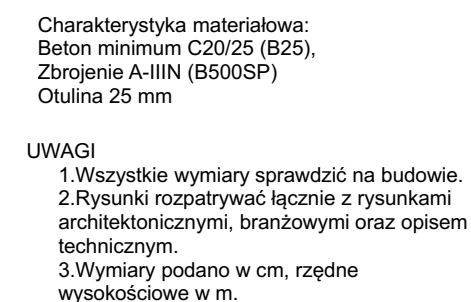 Charakterystyka materiałowa:
Beton minimum C20/25 (B25),
Zbrojenie A-IIIN (B500SP)
Otulina 25 mm
UWAGI
1.Wszystkie wymiary sprawdzić na budowie.
2.Rysunki rozpatrywać łącznie z rysunkami
architektonicznymi, branżowymi oraz opisem
technicznym.
3.Wymiary podano w cm, rzędne
wysokościowe w m.